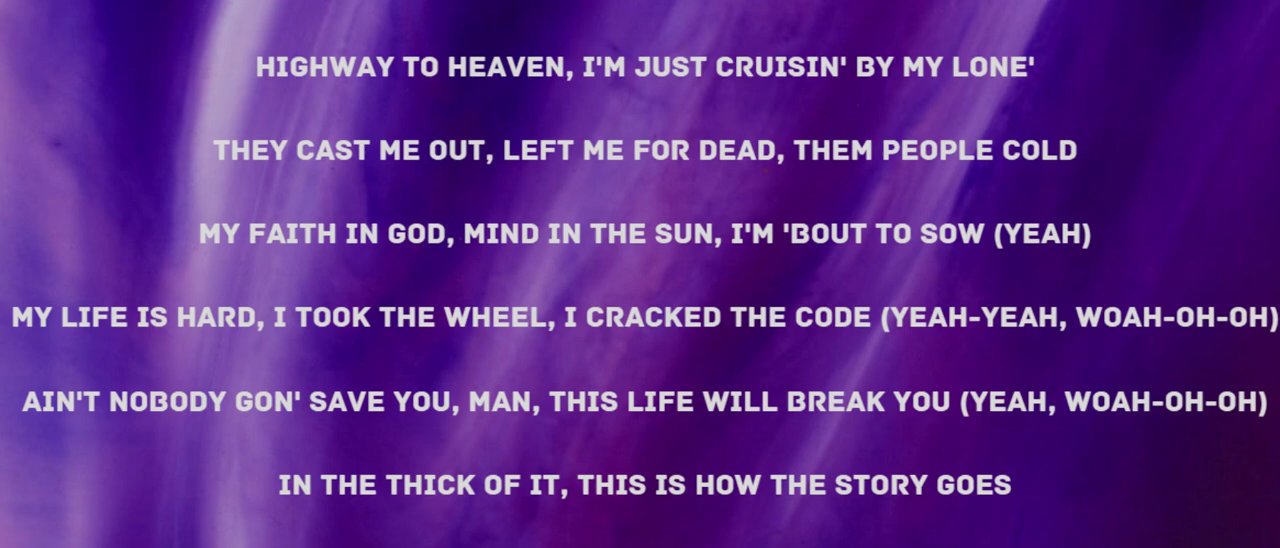 HIGHWAY TO HEAVEN, I'M JUST CRUISIN' BY MY LONE'
THEY CAST ME OUT, LEFT ME FOR DEAD, THEM PEOPLE COLD
MY FAITH IN GOD, MIND IN THE SUN, I'M 'BOUT TO SOW (YEAH)
MY LIFE IS HARD, I TOOK THE WHEEL, I CRACKED THE CODE (YEAH-YEAH, WOAH-OH-OH)
AIN'T NOBODY GON' SAVE YOU, MAN, THIS LIFE WILL BREAK YOU (YEAH, WOAH-OH-OH)
IN THE THICK OF IT, THIS IS HOW THE STORY GOES